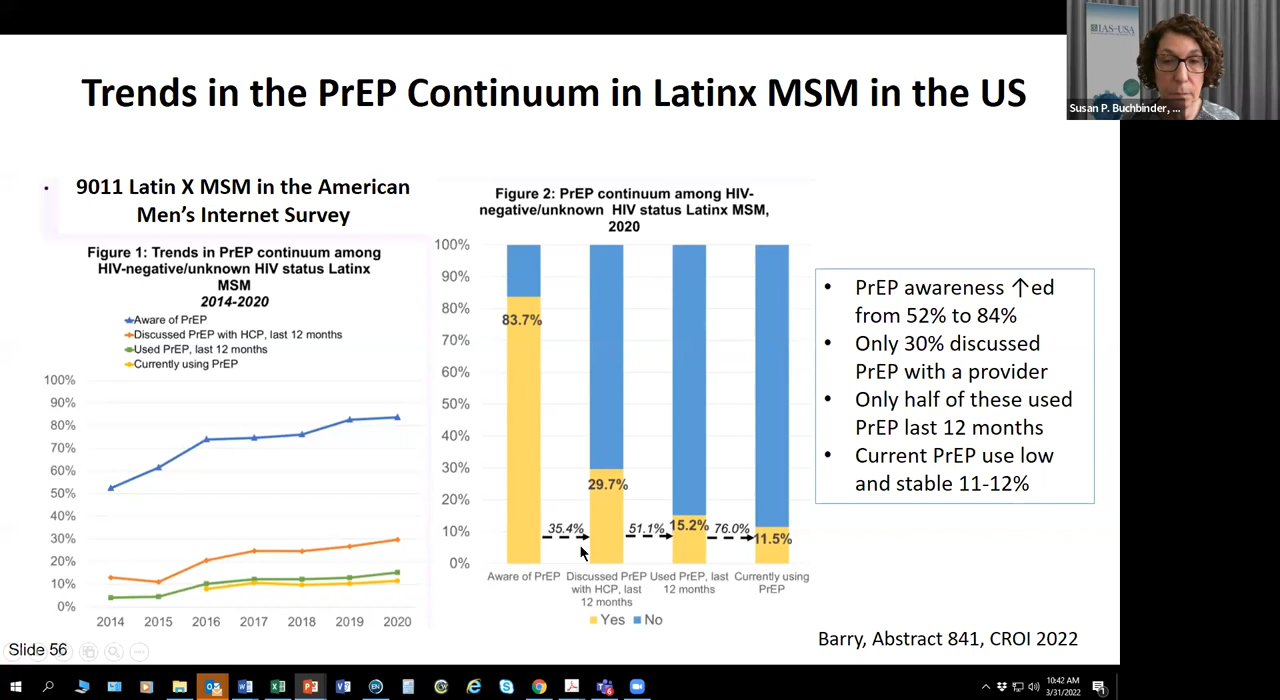 IAS-USA
Susan P. Buchbinder, ...
Trends in the PrEP Continuum in Latinx MSM in the US
• 9011 Latin X MSM in the American
Men's Internet Survey
Figure 1: Trends in PrEP continuum among
HIV-negative/unknown HIV status Latinx
MSM
2014-2020
Aware of PrEP
Discussed PrEP with HCP, last 12 months
Used PrEP, last 12 months
Currently using PrEP
100%
90%
80%
70%
60%
50%
40%
30%
20%
10%
0%
2014 2015 2016 2017 2018 2019 2020
Figure 2: PrEP continuum among HIV-
negative/unknown HIV status Latinx MSM,
2020
100%
90%
80%
70%
60%
50%
40%
30%
20%
10%
0%
83.7%
29.7%
15.2%
11.5%
35.4%
51.1%
76.0%
Aware of PrEP
Discussed PrEP
with HCP, last
12 months
Used PrEP, last
12 months
Currently using
PrEP
Yes No
• PrEP awareness ↑ed
from 52% to 84%
• Only 30% discussed
PrEP with a provider
• Only half of these used
PrEP last 12 months
• Current PrEP use low
and stable 11-12%
Barry, Abstract 841, CROI 2022
Slide 56
10:42 AM
3/31/2022